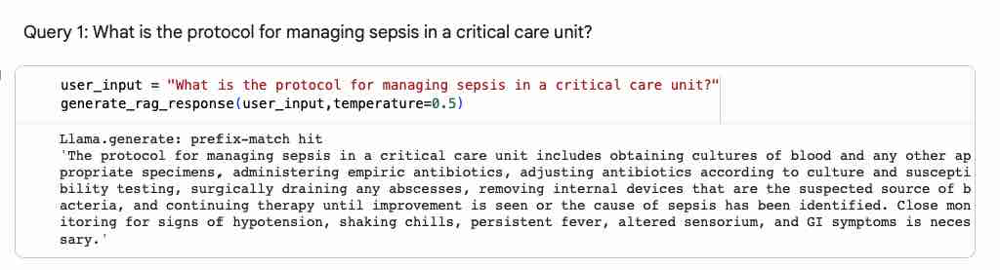 Query 1: What is the protocol for managing sepsis in a critical care unit?
user_input = "What is the protocol for managing sepsis in a critical care unit?"
generate_rag_response(user_input,temperature=0.5)
Llama.generate: prefix-match hit
'The protocol for managing sepsis in a critical care unit includes obtaining cultures of blood and any other ap
propriate specimens, administering empiric antibiotics, adjusting antibiotics according to culture and suscepti
bility testing, surgically draining any abscesses, removing internal devices that are the suspected source of b
acteria, and continuing therapy until improvement is seen or the cause of sepsis has been identified. Close mon
itoring for signs of hypotension, shaking chills, persistent fever, altered sensorium, and GI symptoms is neces
sary.'